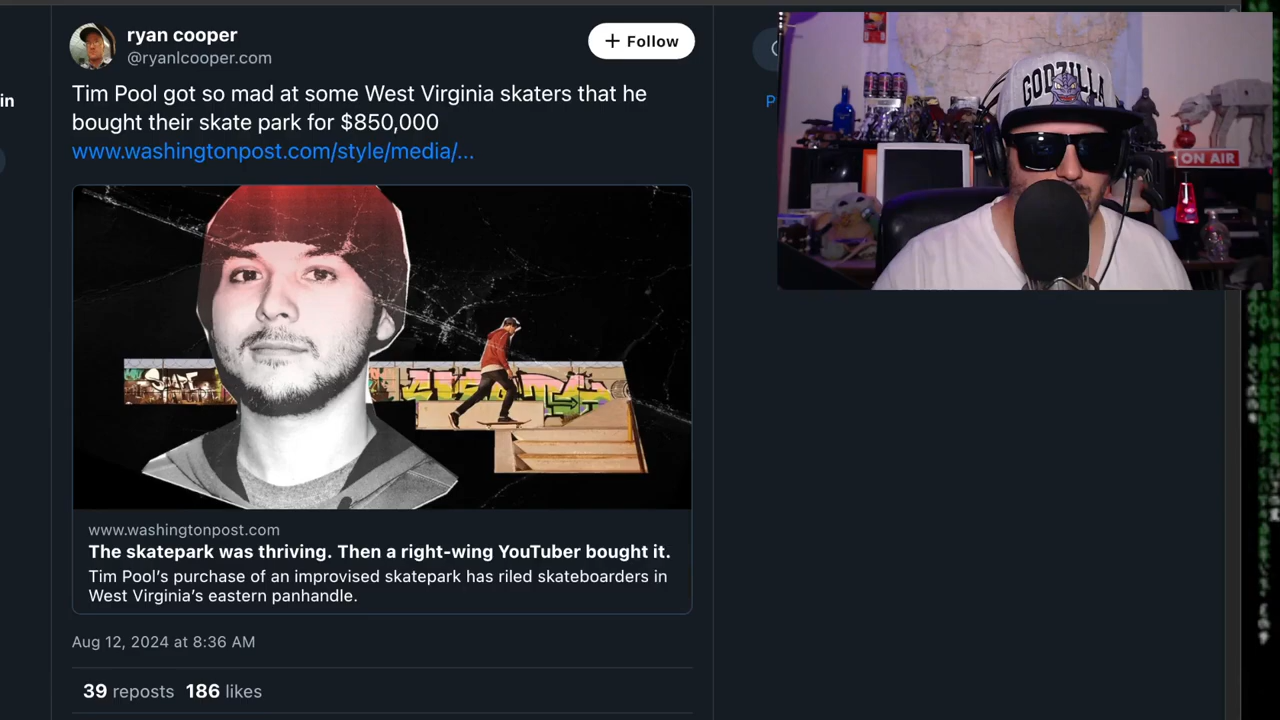 ryan cooper
@ryanlcooper.com
+ Follow
Tim Pool got so mad at some West Virginia skaters that he
bought their skate park for $850,000
www.washingtonpost.com/style/media/...
www.washingtonpost.com
The skatepark was thriving. Then a right-wing YouTuber bought it.
Tim Pool's purchase of an improvised skatepark has riled skateboarders in
West Virginia's eastern panhandle.
Aug 12, 2024 at 8:36 AM
39 reposts 186 likes
in
P
GODZILLA
ON AIR